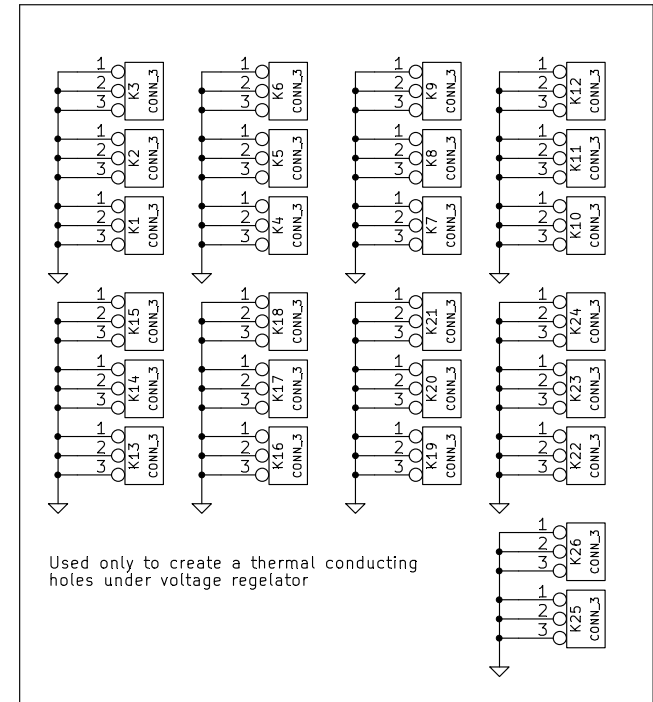 1 2 3 K3 CONN_3
1 2 3 K2 CONN_3
1 2 3 K1 CONN_3
1 2 3 K6 CONN_3
1 2 3 K5 CONN_3
1 2 3 K4 CONN_3
1 2 3 K9 CONN_3
1 2 3 K8 CONN_3
1 2 3 K7 CONN_3
1 2 3 K12 CONN_3
1 2 3 K11 CONN_3
1 2 3 K10 CONN_3
1 2 3 K15 CONN_3
1 2 3 K14 CONN_3
1 2 3 K13 CONN_3
1 2 3 K18 CONN_3
1 2 3 K17 CONN_3
1 2 3 K16 CONN_3
1 2 3 K21 CONN_3
1 2 3 K20 CONN_3
1 2 3 K19 CONN_3
1 2 3 K24 CONN_3
1 2 3 K23 CONN_3
1 2 3 K22 CONN_3
1 2 3 K26 CONN_3
1 2 3 K25 CONN_3
Used only to create a thermal conducting
holes under voltage regelator